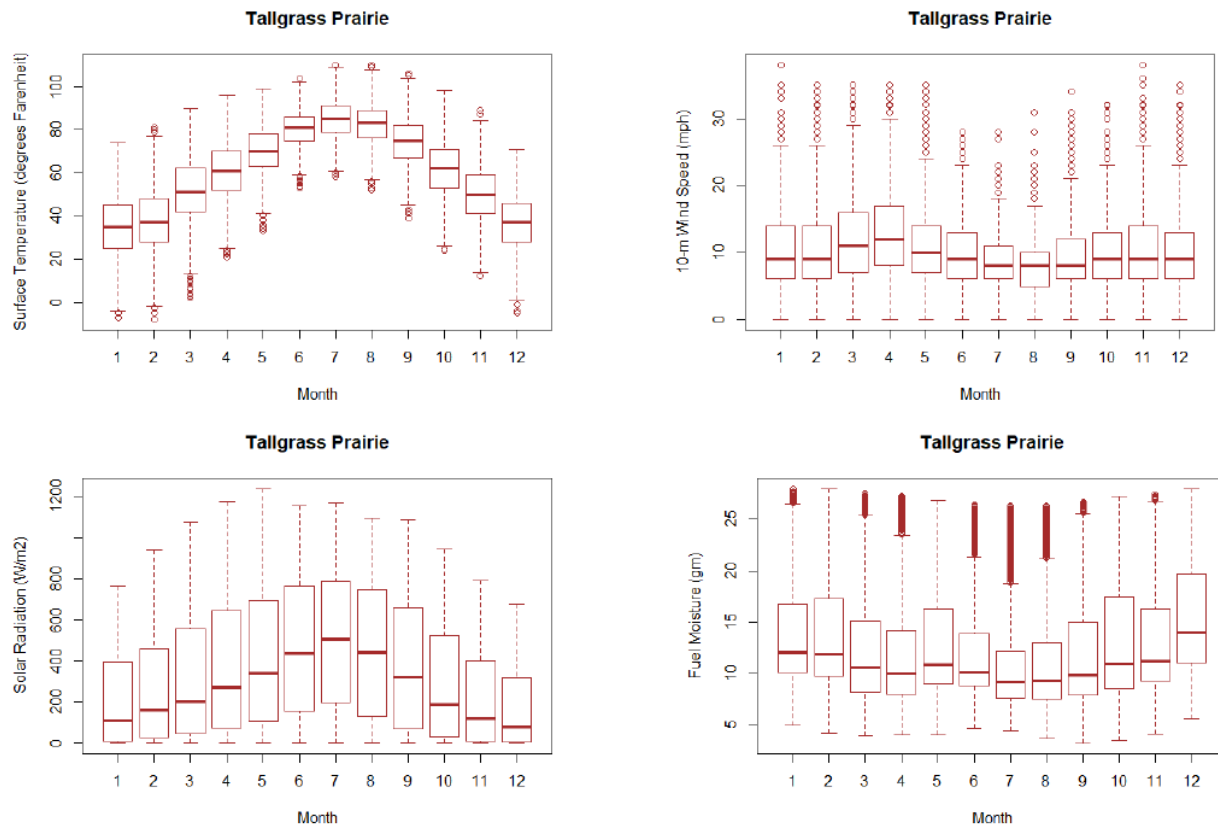 Tallgrass Prairie
Surface Temperature (degrees Farenheit)
0 20 40 60 80 100
1 2 3 4 5 6 7 8 9 10 11 12
Month
Tallgrass Prairie
10-m Wind Speed (mph)
0 10 20 30
1 2 3 4 5 6 7 8 9 10 11 12
Month
Tallgrass Prairie
Solar Radiation (W/m2)
0 200 400 800 1200
1 2 3 4 5 6 7 8 9 10 11 12
Month
Tallgrass Prairie
Fuel Moisture (gm)
5 10 15 20 25
1 2 3 4 5 6 7 8 9 10 11 12
Month